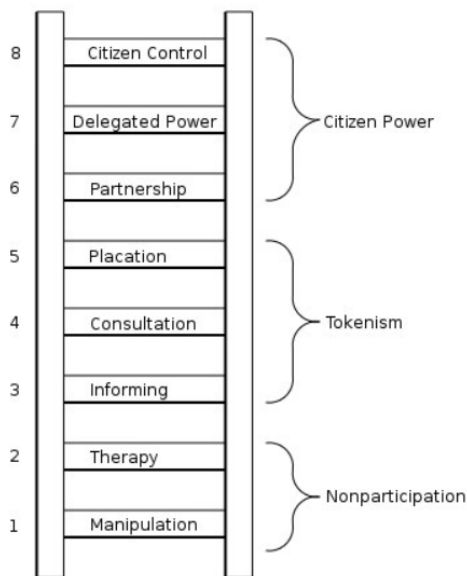 8 Citizen Control
7 Delegated Power
Citizen Power
6 Partnership
5 Placation
4 Consultation
Tokenism
3 Informing
2 Therapy
Nonparticipation
1 Manipulation